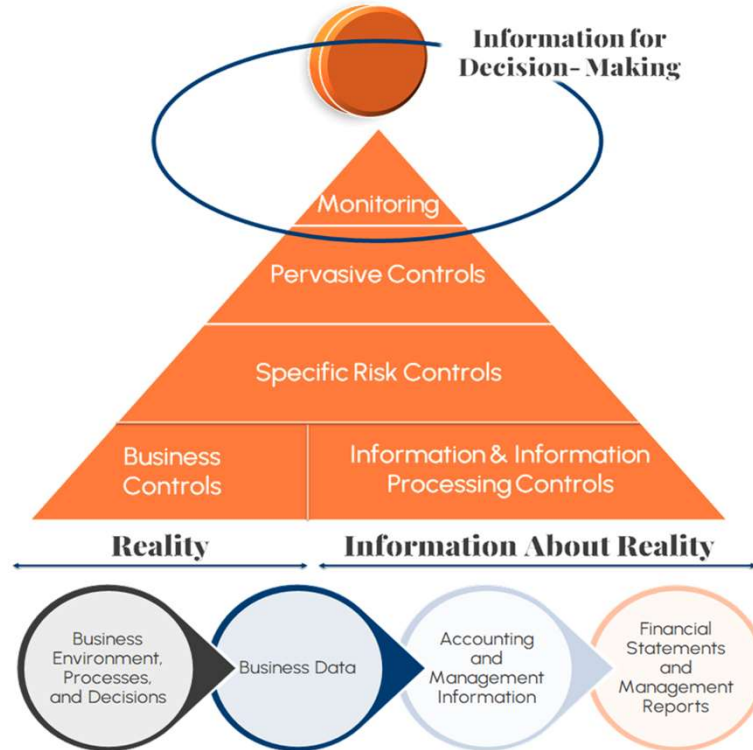 Information for
Decision- Making
Monitoring
Pervasive Controls
Specific Risk Controls
Business
Controls
Information & Information
Processing Controls
Reality
Information About Reality
Business
Environment,
Processes,
and Decisions
Business Data
Accounting
and
Management
Information
Financial
Statements
and
Management
Reports